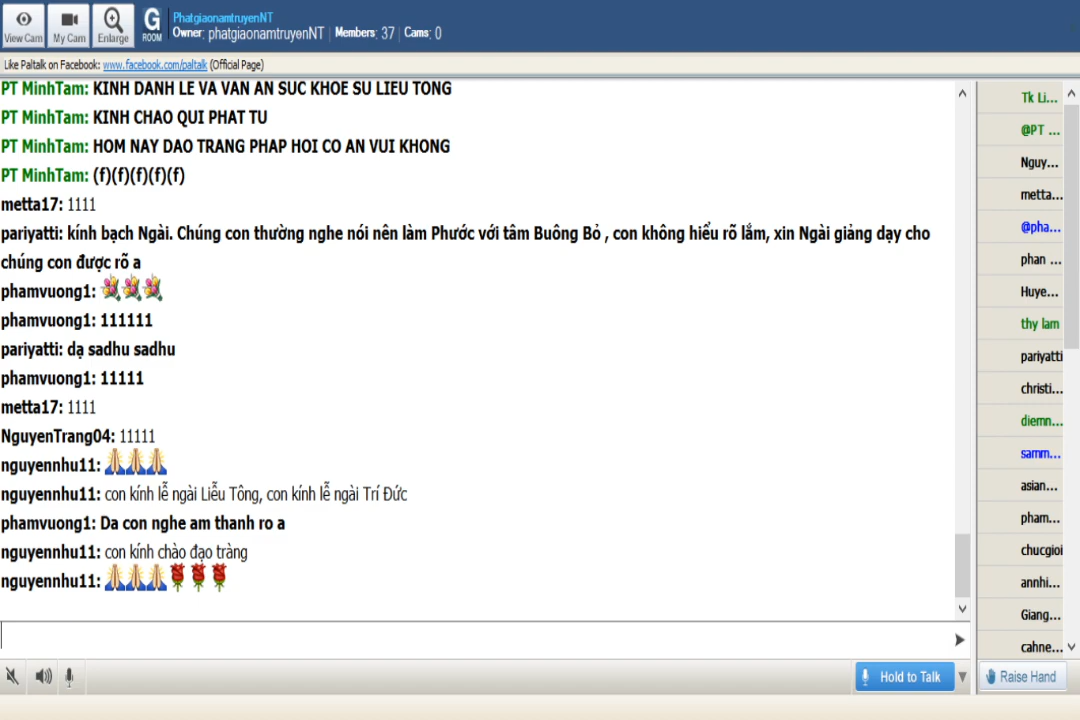 PhatgiaonamtruyenNT
View Cam
My Cam
Enlarge
G
ROOM
Owner: phatgiaonamtruyenNT | Members: 37 | Cams: 0
Like Paltalk on Facebook: www.facebook.com/paltalk (Official Page)
PT MinhTam: KINH DANH LE VA VAN AN SUC KHOE SU LIEU TONG
PT MinhTam: KINH CHAO QUI PHAT TU
PT MinhTam: HOM NAY DAO TRANG PHAP HOI CO AN VUI KHONG
PT MinhTam: (f)(f)(f)(f)(f)
metta17: 1111
pariyatti: kính bạch Ngài. Chúng con thường nghe nói nên làm Phước với tâm Buông Bỏ , con không hiểu rõ lắm, xin Ngài giảng dạy cho
chúng con được rõ a
phamvuong1:
phamvuong1: 111111
pariyatti: dạ sadhu sadhu
phamvuong1: 11111
metta17: 1111
NguyenTrang04: 11111
nguyennhu11:
nguyennhu11: con kính lễ ngài Liễu Tông, con kính lễ ngài Trí Đức
phamvuong1: Da con nghe am thanh ro a
nguyennhu11: con kính chào đạo tràng
nguyennhu11:
Tk Li...
@PT ...
Nguy...
metta...
@pha...
phan ...
Huye...
thy lam
pariyatti
christi...
diemn...
samm...
asian...
pham...
chucgioi
annhi...
Giang...
cahne...
Hold to Talk
Raise Hand